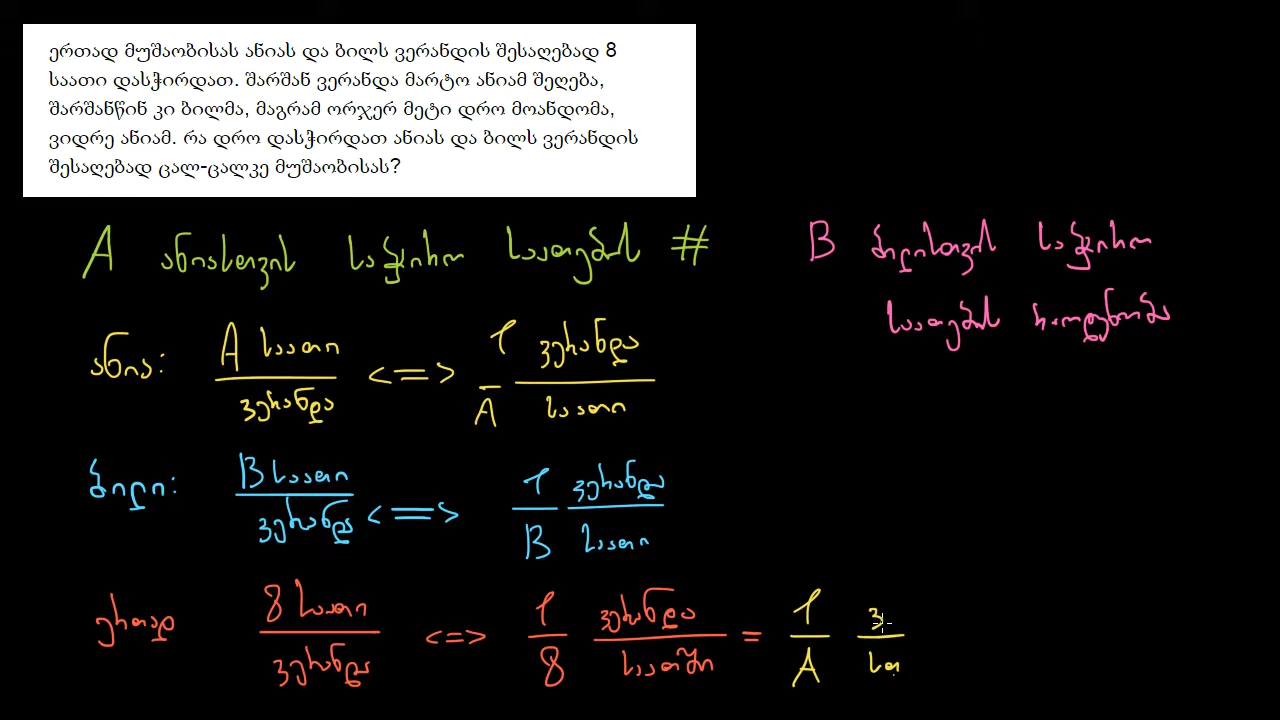 ერთად მუშაობისას ანიას და ბილს ვერანდის შესაღებად 8
საათი დასჭირდათ. შარშან ვერანდა მარტო ანიამ შეღება,
შარშანწინ კი ბილმა, მაგრამ ორჯერ მეტი დრო მოანდომა,
ვიდრე ანიამ. რა დრო დასჭირდათ ანიას და ბილს ვერანდის
შესაღებად ცალ-ცალკე მუშაობისას?
A ანიასთვის საჭირო საათების #
B ბილისთვის საჭირო
საათების რაოდენობა
ანია: A საათი / ვერანდა <=> 1 / A ვერანდა / საათი
ბილი: B საათი / ვერანდა <=> 1 / B ვერანდა / საათი
ერთად 8 საათი / ვერანდა <=> 1 / 8 ვერანდა / საათში = 1 / A ვ / სთ